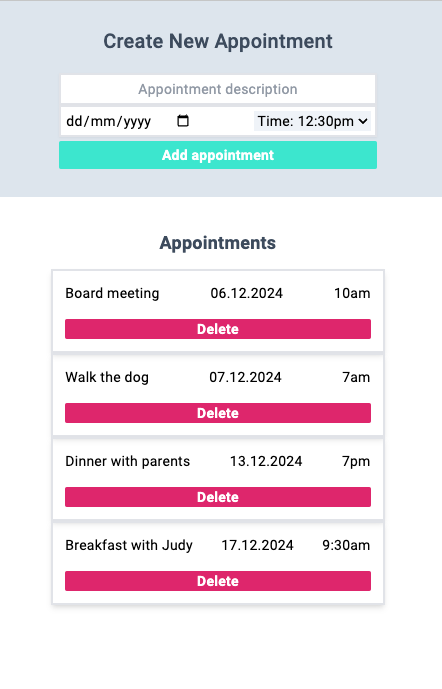 Create New Appointment
Appointment description
dd/mm/yyyy Time: 12:30pm
Add appointment
Appointments
Board meeting 06.12.2024 10am
Delete
Walk the dog 07.12.2024 7am
Delete
Dinner with parents 13.12.2024 7pm
Delete
Breakfast with Judy 17.12.2024 9:30am
Delete